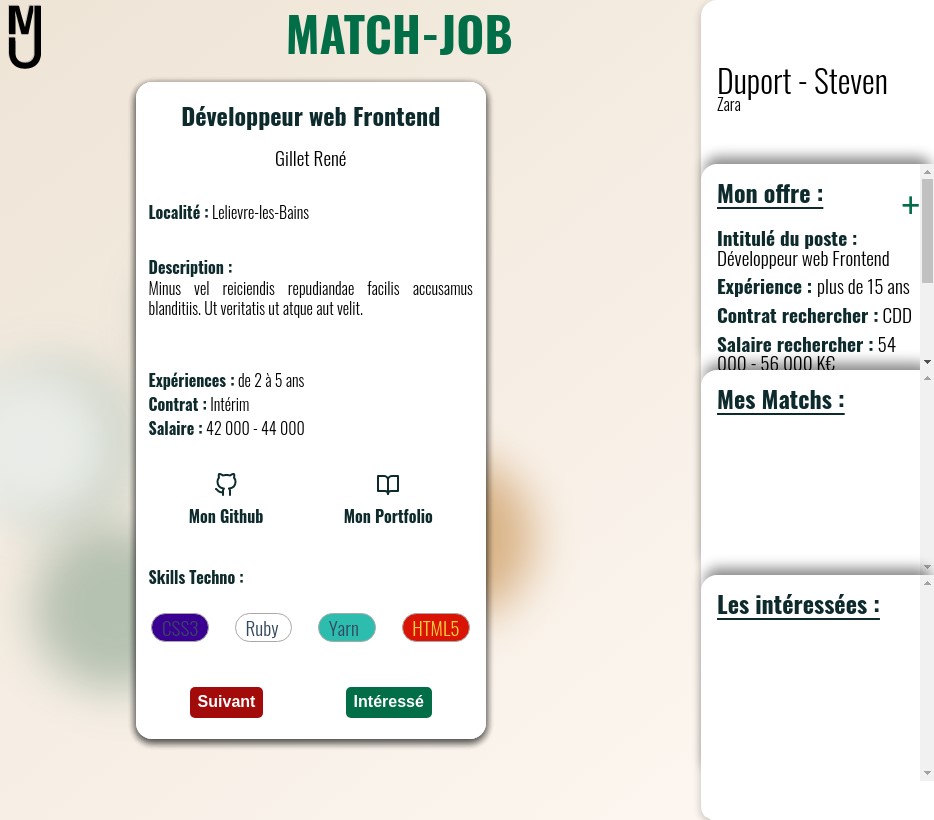 MJ
MATCH-JOB
Développeur web Frontend
Gillet René
Localité : Lelievre-les-Bains
Description :
Minus vel reiciendis repudiandae facilis accusamus
blanditiis. Ut veritatis ut atque aut velit.
Expériences : de 2 à 5 ans
Contrat : Intérim
Salaire : 42 000 - 44 000
Mon Github
Mon Portfolio
Skills Techno :
CSS3
Ruby
Yarn
HTML5
Suivant
Intéressé
Duport - Steven
Zara
Mon offre :
+
Intitulé du poste :
Développeur web Frontend
Expérience : plus de 15 ans
Contrat rechercher : CDD
Salaire rechercher : 54
000 - 56 000 K€
Mes Matchs :
Les intéressées :